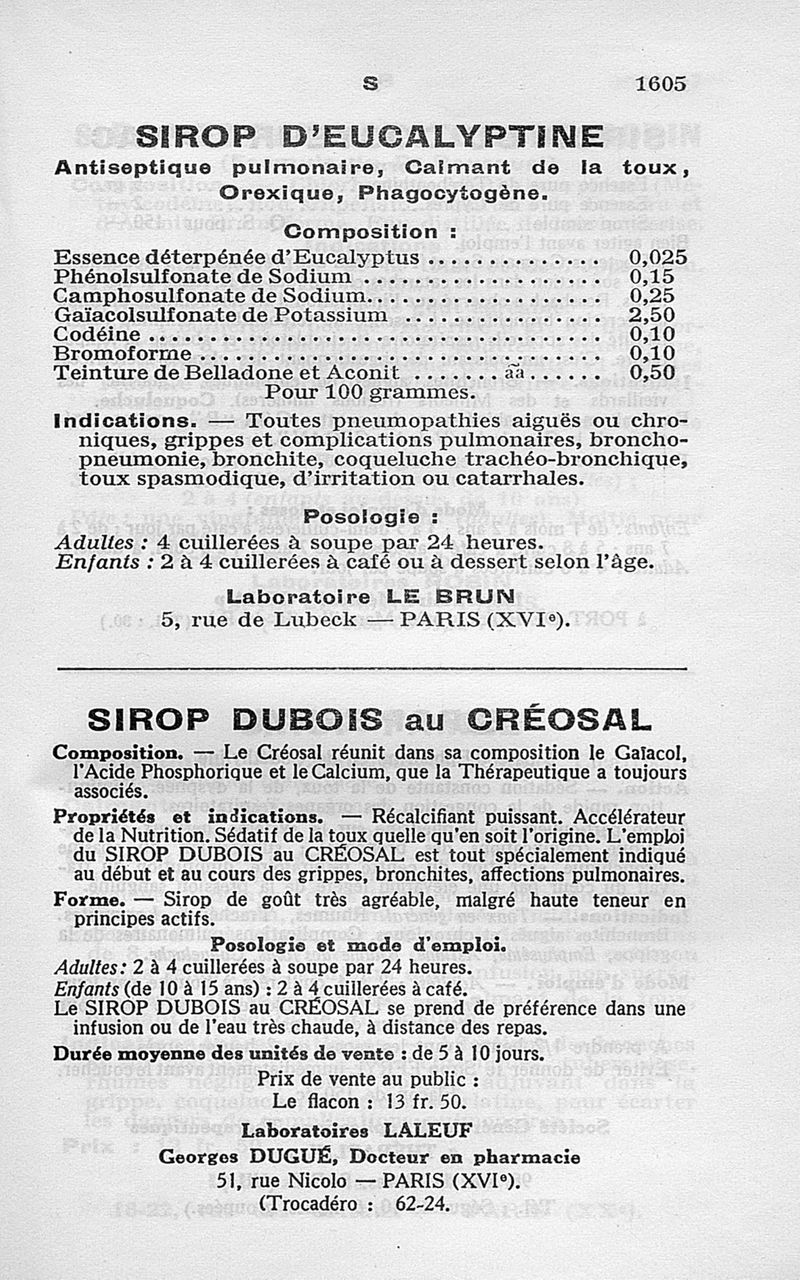 S 1605
SIROP D'EUCALYPTINE
Antiseptique pulmonaire, Calmant de la toux,
Orexique, Phagocytogène.
Composition :
Essence déterpénée d'Eucalyptus .............. 0,025
Phénolsulfonate de Sodium .................... 0,15
Camphosulfonate de Sodium.................... 0,25
Gaïacolsulfonate de Potassium ................. 2,50
Codéine ..................................... 0,10
Bromoforme ................................. 0,10
Teinture de Belladone et Aconit ....... ãã ...... 0,50
Pour 100 grammes.
Indications. — Toutes pneumopathies aiguës ou chro-
niques, grippes et complications pulmonaires, broncho-
pneumonie, bronchite, coqueluche trachéo-bronchique,
toux spasmodique, d'irritation ou catarrhales.
Posologie :
Adultes : 4 cuillerées à soupe par 24 heures.
Enfants : 2 à 4 cuillerées à café ou à dessert selon l'âge.
Laboratoire LE BRUN
5, rue de Lubeck — PARIS (XVIe).
SIROP DUBOIS au CRÉOSAL
Composition. — Le Créosal réunit dans sa composition le Gaïacol,
l'Acide Phosphorique et le Calcium, que la Thérapeutique a toujours
associés.
Propriétés et indications. — Récalcifiant puissant. Accélérateur
de la Nutrition. Sédatif de la toux quelle qu'en soit l'origine. L'emploi
du SIROP DUBOIS au CRÉOSAL est tout spécialement indiqué
au début et au cours des grippes, bronchites, affections pulmonaires.
Forme. — Sirop de goût très agréable, malgré haute teneur en
principes actifs.
Posologie et mode d'emploi.
Adultes : 2 à 4 cuillerées à soupe par 24 heures.
Enfants (de 10 à 15 ans) : 2 à 4 cuillerées à café.
Le SIROP DUBOIS au CRÉOSAL se prend de préférence dans une
infusion ou de l'eau très chaude, à distance des repas.
Durée moyenne des unités de vente : de 5 à 10 jours.
Prix de vente au public :
Le flacon : 13 fr. 50.
Laboratoires LALEUF
Georges DUGUÉ, Docteur en pharmacie
51, rue Nicolo — PARIS (XVIe).
(Trocadéro : 62-24.